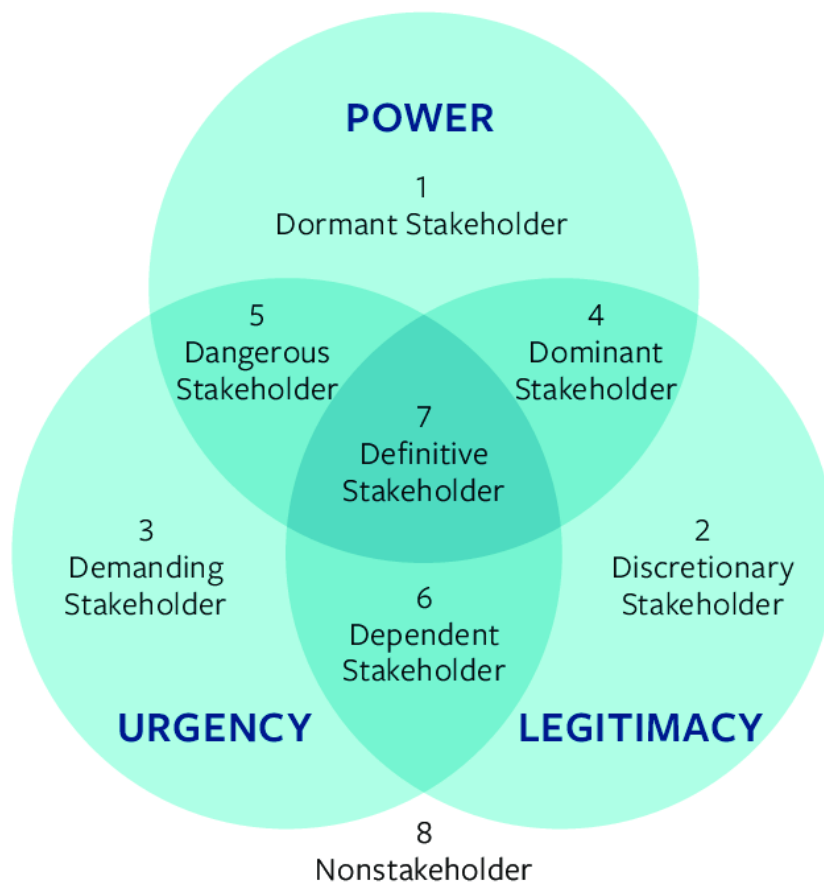 POWER
1
Dormant Stakeholder
5
Dangerous
Stakeholder
4
Dominant
Stakeholder
7
Definitive
Stakeholder
3
Demanding
Stakeholder
2
Discretionary
Stakeholder
6
Dependent
Stakeholder
URGENCY
LEGITIMACY
8
Nonstakeholder